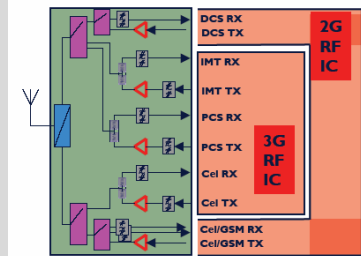 DCS RX
DCS TX
2G
RF
IC
IMT RX
IMT TX
PCS RX
PCS TX
3G
RF
IC
Cel RX
Cel TX
Cel/GSM RX
Cel/GSM TX